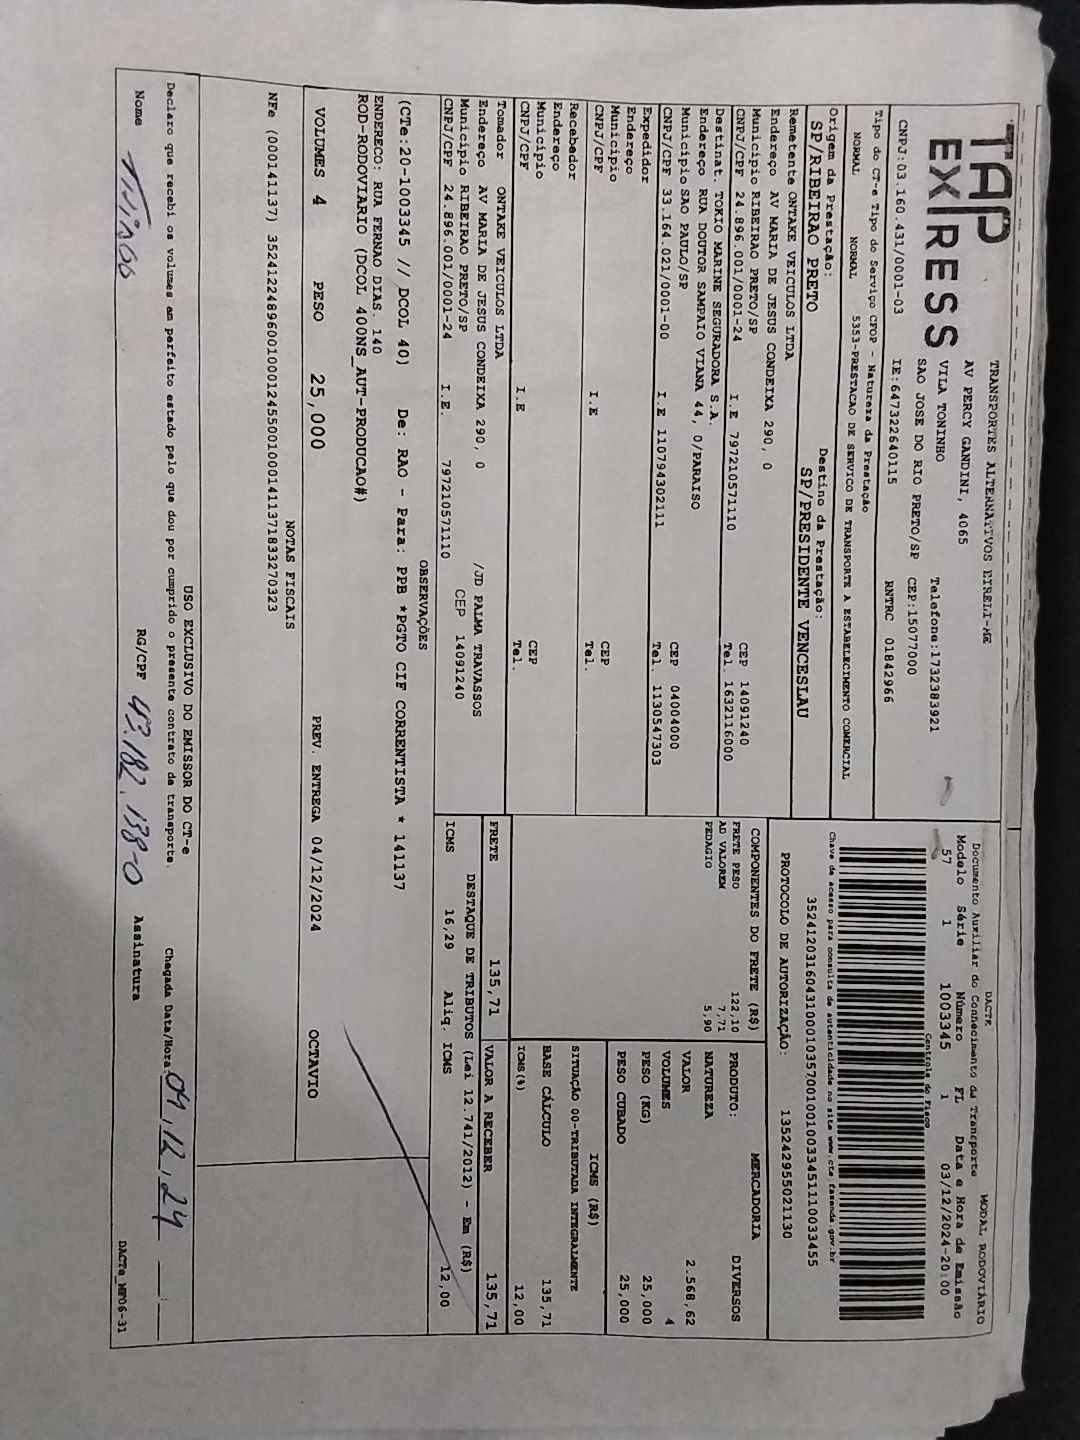 TAP
EXPRESS
TRANSPORTES ALTERNATIVOS EIRELI-ME
AV PERCY GANDINI, 4065
VILA TONINHO Telefone:1732383921
SAO JOSE DO RIO PRETO/SP CEP:15077000
CNPJ:03.160.431/0001-03 IE:647322640115 RNTRC 01842966
DACTE MODAL RODOVIÁRIO
Documento Auxiliar do Conhecimento de Transporte
Modelo Série Número FL Data e Hora de Emissão
57 1 1003345 1 03/12/2024-20:00
Controle do Fisco
Chave de acesso para consulta de autenticidade no site www.cte.fazenda.gov.br
35241203160431000103570010010033451110033455
PROTOCOLO DE AUTORIZAÇÃO: 135242955021130
Tipo do CT-e Tipo do Serviço CFOP - Natureza da Prestação
NORMAL NORMAL 5353-PRESTACAO DE SERVICO DE TRANSPORTE A ESTABELECIMENTO COMERCIAL
Origem da Prestação: Destino da Prestação:
SP/RIBEIRAO PRETO SP/PRESIDENTE VENCESLAU
Remetente ONTAKE VEICULOS LTDA
Endereço AV MARIA DE JESUS CONDEIXA 290, 0
Município RIBEIRAO PRETO/SP CEP 14091240
CNPJ/CPF 24.896.001/0001-24 I.E 797210571110 Tel. 1632116000
Destinat. TOKIO MARINE SEGURADORA S.A.
Endereço RUA DOUTOR SAMPAIO VIANA 44, 0/PARAISO
Município SAO PAULO/SP CEP 04004000
CNPJ/CPF 33.164.021/0001-00 I.E 110794302111 Tel. 1130547303
Expedidor
Endereço
Município CEP
CNPJ/CPF I.E Tel.
Recebedor
Endereço
Município CEP
CNPJ/CPF I.E Tel.
COMPONENTES DO FRETE (R$)
FRETE PESO 122,10
AD VALOREM 7,71
PEDAGIO 5,90
MERCADORIA
PRODUTO: DIVERSOS
NATUREZA
VALOR 2.568,62
VOLUMES 4
PESO (KG) 25,000
PESO CUBADO 25,000
ICMS (R$)
SITUAÇÃO 00-TRIBUTADA INTEGRALMENTE
BASE CÁLCULO 135,71
ICMS(%) 12,00
Tomador ONTAKE VEICULOS LTDA
Endereço AV MARIA DE JESUS CONDEIXA 290, 0 /JD PALMA TRAVASSOS
Município RIBEIRAO PRETO/SP CEP 14091240
CNPJ/CPF 24.896.001/0001-24 I.E. 797210571110
FRETE 135,71 VALOR A RECEBER 135,71
DESTAQUE DE TRIBUTOS (Lei 12.741/2012) - Em (R$)
ICMS 16,29 Aliq. ICMS 12,00
OBSERVAÇÕES
(CTe:20-1003345 // DCOL 40) De: RAO - Para: PPB *PGTO CIF CORRENTISTA * 141137
ENDERECO: RUA FERNAO DIAS. 140
ROD-RODOVIARIO (DCOL 400NS_AUT-PRODUCAO#)
VOLUMES 4 PESO 25,000 PREV. ENTREGA 04/12/2024 OCTAVIO
NOTAS FISCAIS
NFe (000141137) 35241224896001000124550010001411371833270323
USO EXCLUSIVO DO EMISSOR DO CT-e
Declaro que recebi os volumes em perfeito estado pelo que dou por cumprido o presente contrato de transporte. Chegada Data/Hora: 04,12,24 __:__
Nome RG/CPF 43.182.138-0 Assinatura
DACTe_MF06-31